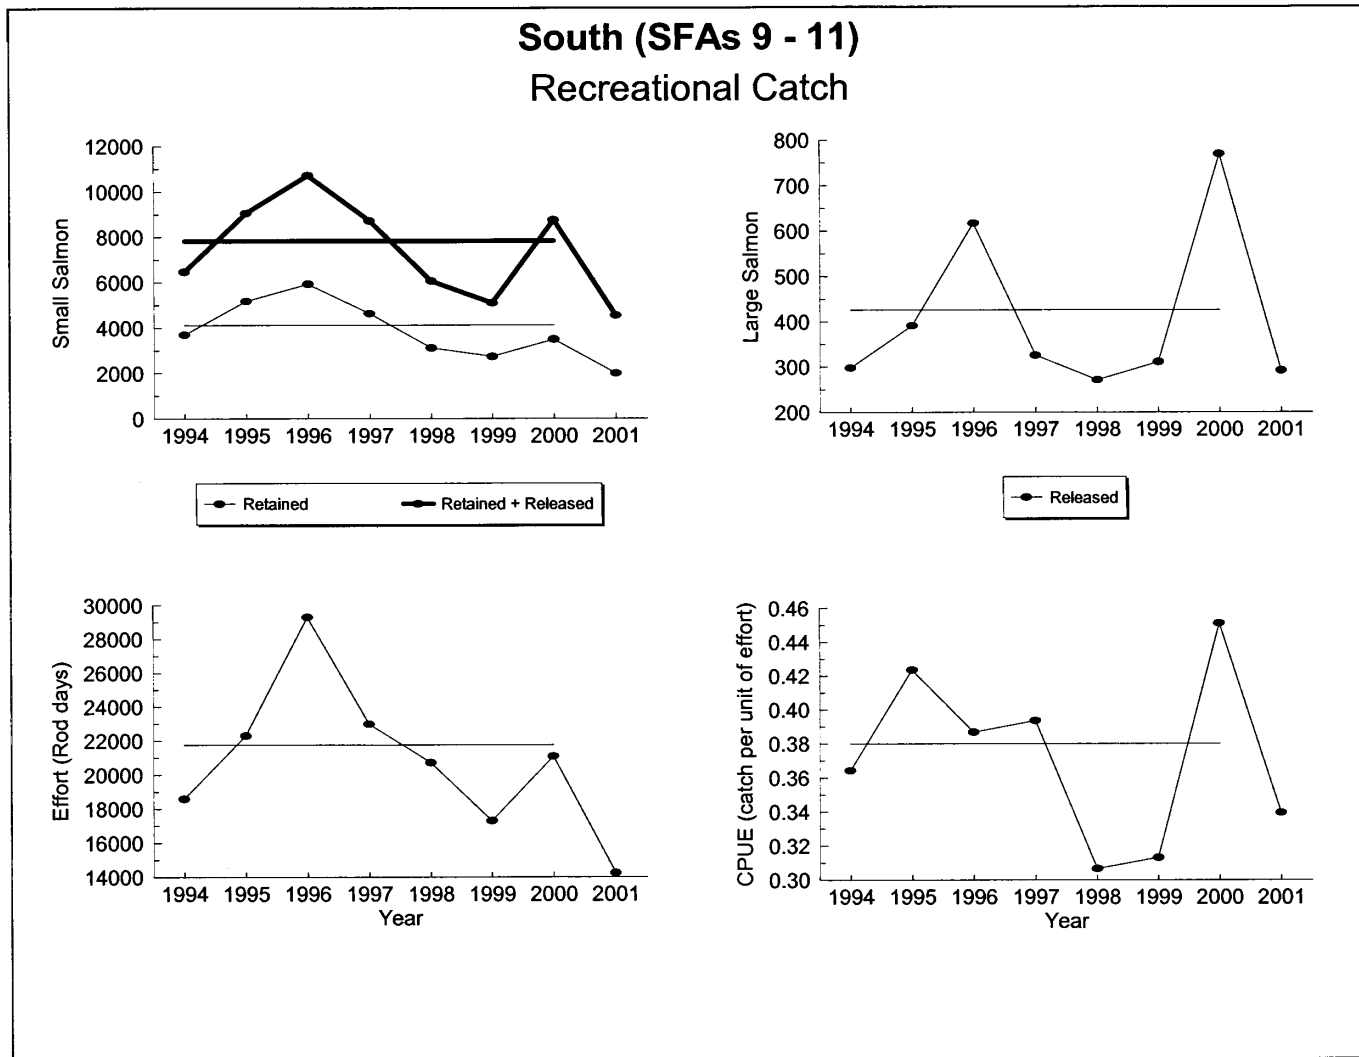 South (SFAs 9 - 11)
Recreational Catch
Small Salmon
12000
10000
8000
6000
4000
2000
0
1994 1995 1996 1997 1998 1999 2000 2001
Retained
Retained + Released
Large Salmon
800
700
600
500
400
300
200
1994 1995 1996 1997 1998 1999 2000 2001
Released
Effort (Rod days)
30000
28000
26000
24000
22000
20000
18000
16000
14000
1994 1995 1996 1997 1998 1999 2000 2001
Year
CPUE (catch per unit of effort)
0.46
0.44
0.42
0.40
0.38
0.36
0.34
0.32
0.30
1994 1995 1996 1997 1998 1999 2000 2001
Year